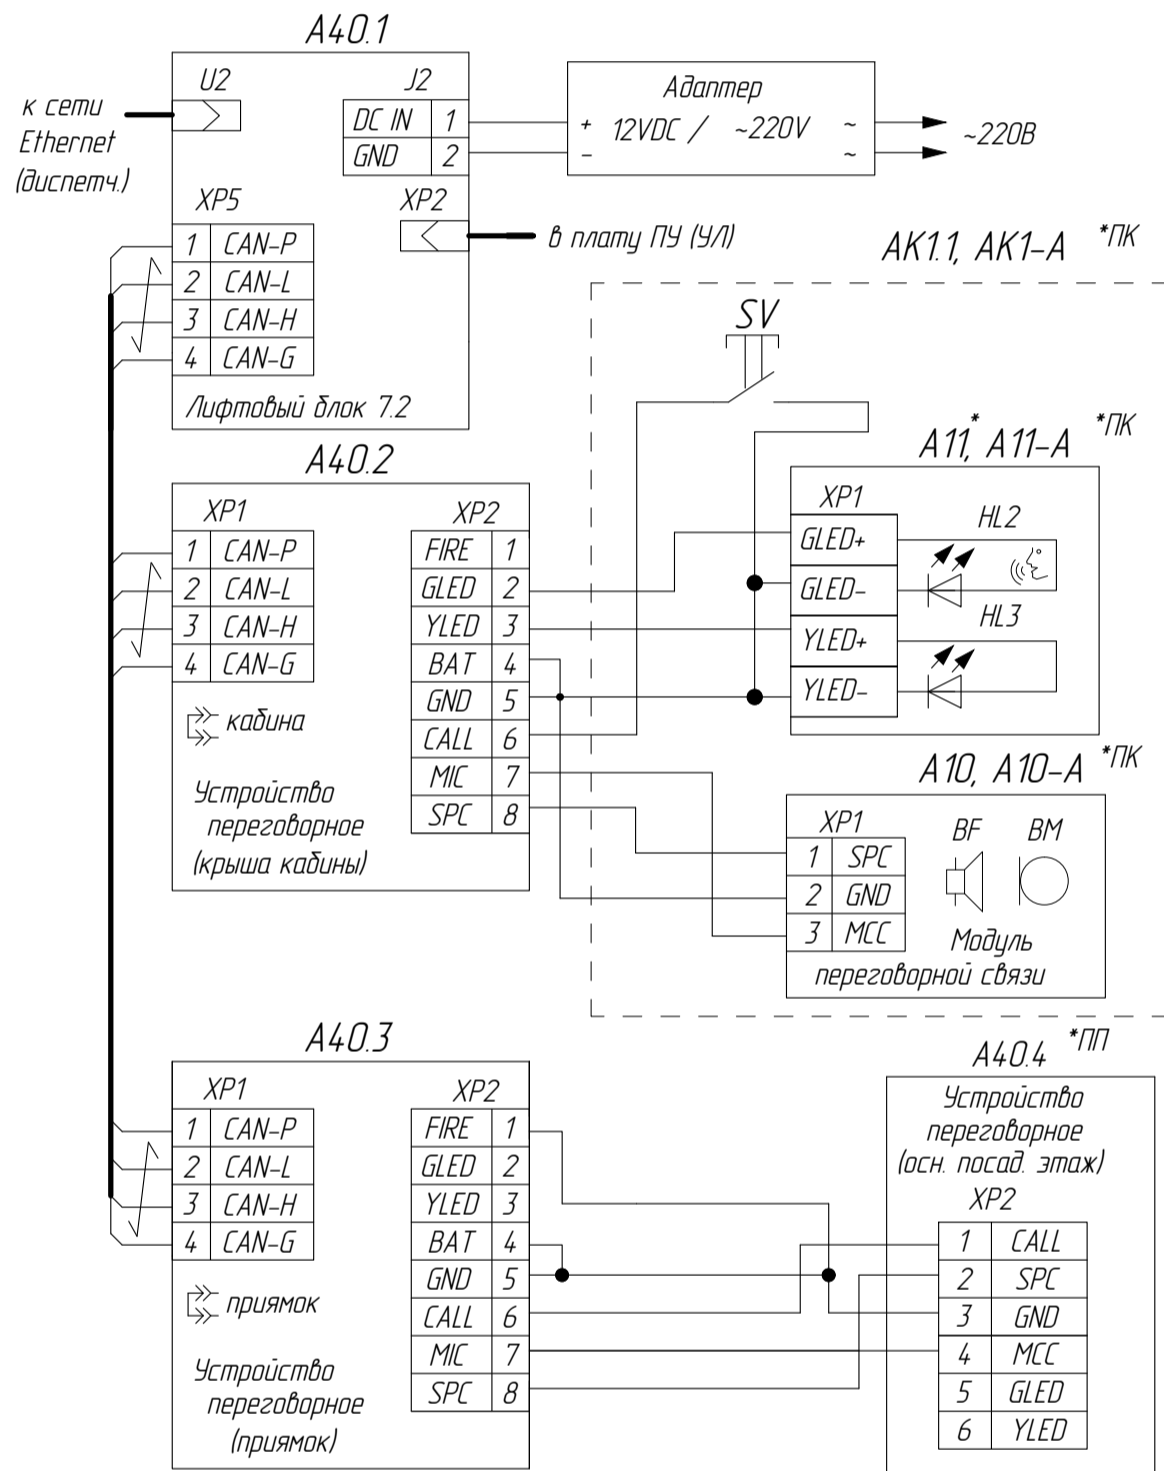 A40.1
U2
J2
к сети
Ethernet
(диспетч.)
DC IN 1
GND 2
Адаптер
+ 12VDC / ~220V ~
- ~
~220В
XP5
XP2
в плату ПУ (УЛ)
1 CAN-P
2 CAN-L
3 CAN-H
4 CAN-G
Лифтовый блок 7.2
AK1.1, AK1-A *ПК
SV
A11,* A11-A *ПК
XP1
GLED+
GLED-
YLED+
YLED-
HL2
HL3
A40.2
XP1
1 CAN-P
2 CAN-L
3 CAN-H
4 CAN-G
XP2
FIRE 1
GLED 2
YLED 3
BAT 4
GND 5
CALL 6
MIC 7
SPC 8
кабина
Устройство
переговорное
(крыша кабины)
A10, A10-A *ПК
XP1
1 SPC
2 GND
3 MCC
BF
BM
Модуль
переговорной связи
A40.3
XP1
1 CAN-P
2 CAN-L
3 CAN-H
4 CAN-G
XP2
FIRE 1
GLED 2
YLED 3
BAT 4
GND 5
CALL 6
MIC 7
SPC 8
приямок
Устройство
переговорное
(приямок)
A40.4 *ПП
Устройство
переговорное
(осн. посад. этаж)
XP2
1 CALL
2 SPC
3 GND
4 MCC
5 GLED
6 YLED